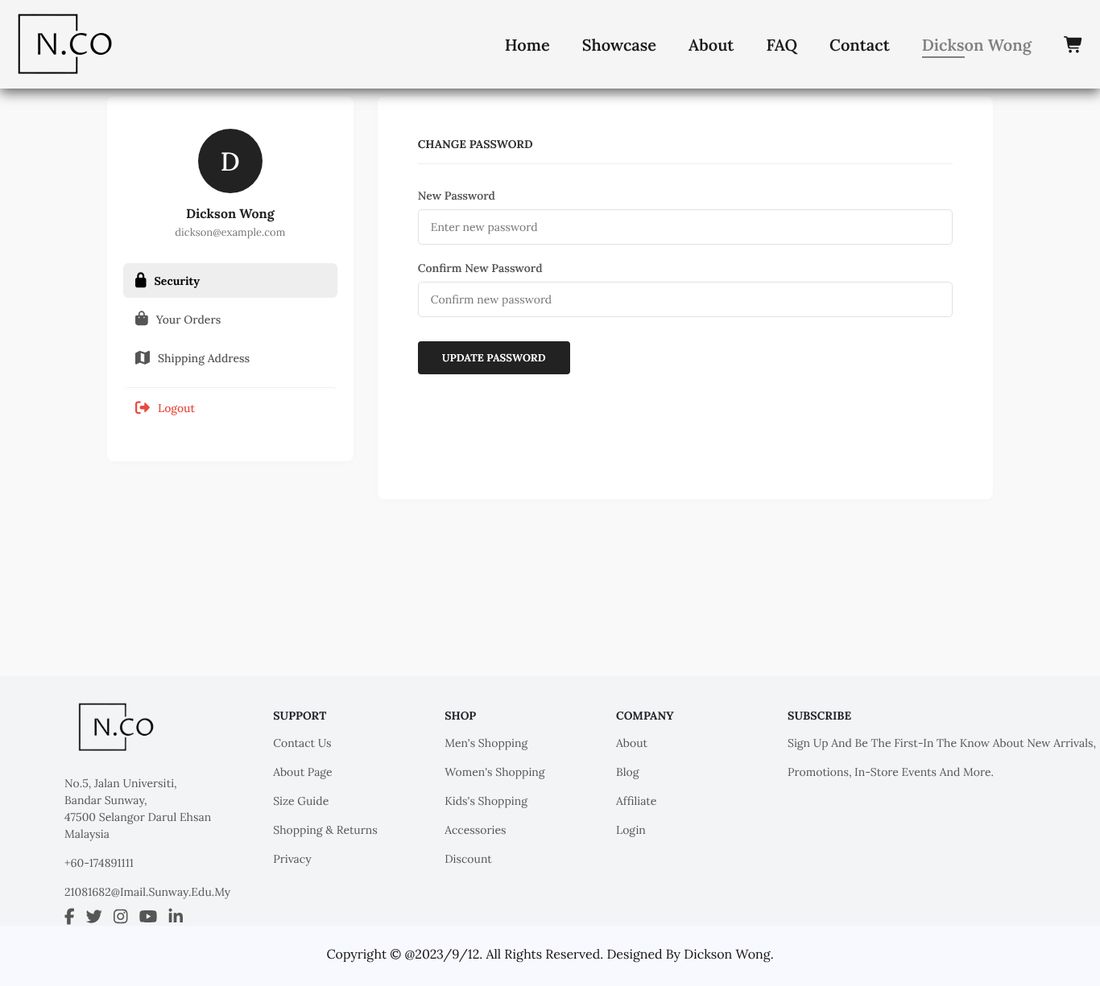 N.CO
Home Showcase About FAQ Contact Dickson Wong
D
Dickson Wong
dickson@example.com
Security
Your Orders
Shipping Address
Logout
CHANGE PASSWORD
New Password
Enter new password
Confirm New Password
Confirm new password
UPDATE PASSWORD
N.CO
No.5, Jalan Universiti,
Bandar Sunway,
47500 Selangor Darul Ehsan
Malaysia
+60-174891111
21081682@Imail.Sunway.Edu.My
SUPPORT
Contact Us
About Page
Size Guide
Shopping & Returns
Privacy
SHOP
Men's Shopping
Women's Shopping
Kid's Shopping
Accessories
Discount
COMPANY
About
Blog
Affiliate
Login
SUBSCRIBE
Sign Up And Be The First-In The Know About New Arrivals,
Promotions, In-Store Events And More.
Copyright © @2023/9/12. All Rights Reserved. Designed By Dickson Wong.